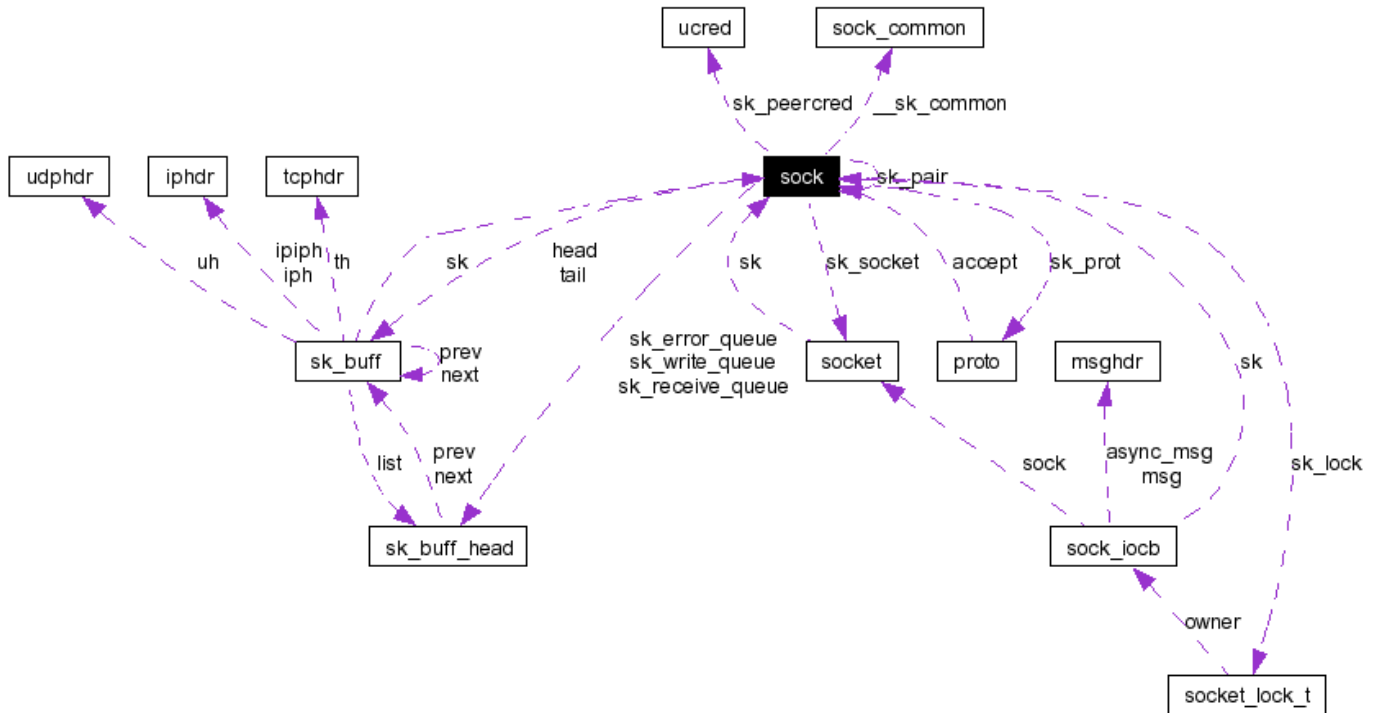 ucred
sock_common
sk_peercred
__sk_common
udphdr
iphdr
tcphdr
sock
sk_pair
uh
ipiph
iph
th
sk
head
tail
sk
sk_socket
accept
sk_prot
sk_error_queue
sk_write_queue
sk_receive_queue
sk_buff
prev
next
socket
proto
msghdr
sk
list
prev
next
sock
async_msg
msg
sk_lock
sk_buff_head
sock_iocb
owner
socket_lock_t